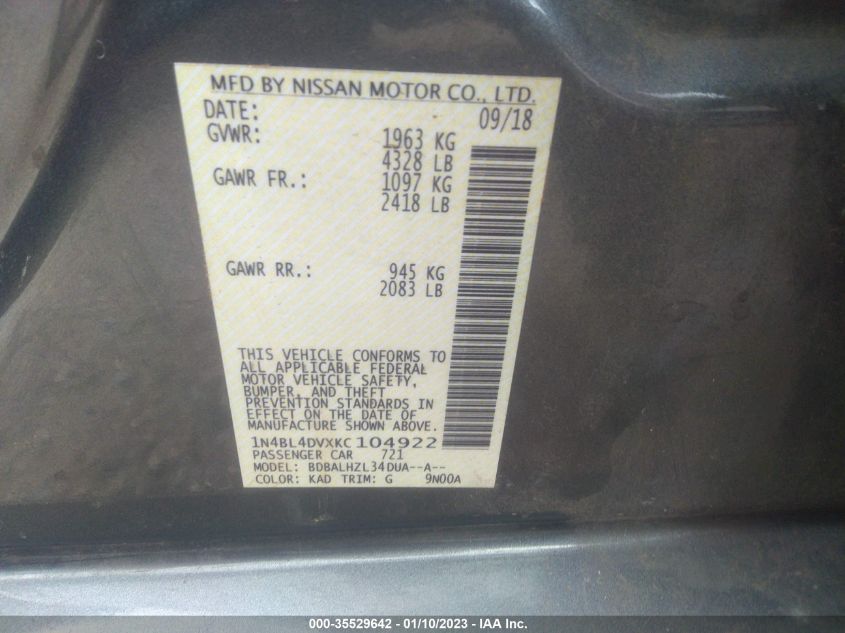 MFD BY NISSAN MOTOR CO., LTD.
DATE: 09/18
GVWR: 1963 KG
4328 LB
GAWR FR.: 1097 KG
2418 LB
GAWR RR.: 945 KG
2083 LB
THIS VEHICLE CONFORMS TO
ALL APPLICABLE FEDERAL
MOTOR VEHICLE SAFETY,
BUMPER, AND THEFT
PREVENTION STANDARDS IN
EFFECT ON THE DATE OF
MANUFACTURE SHOWN ABOVE.
1N4BL4DVXKC104922
PASSENGER CAR 721
MODEL: BDBALHZL34DUA--A--
COLOR: KAD TRIM: G 9N00A
000-35529642 - 01/10/2023 - IAA Inc.